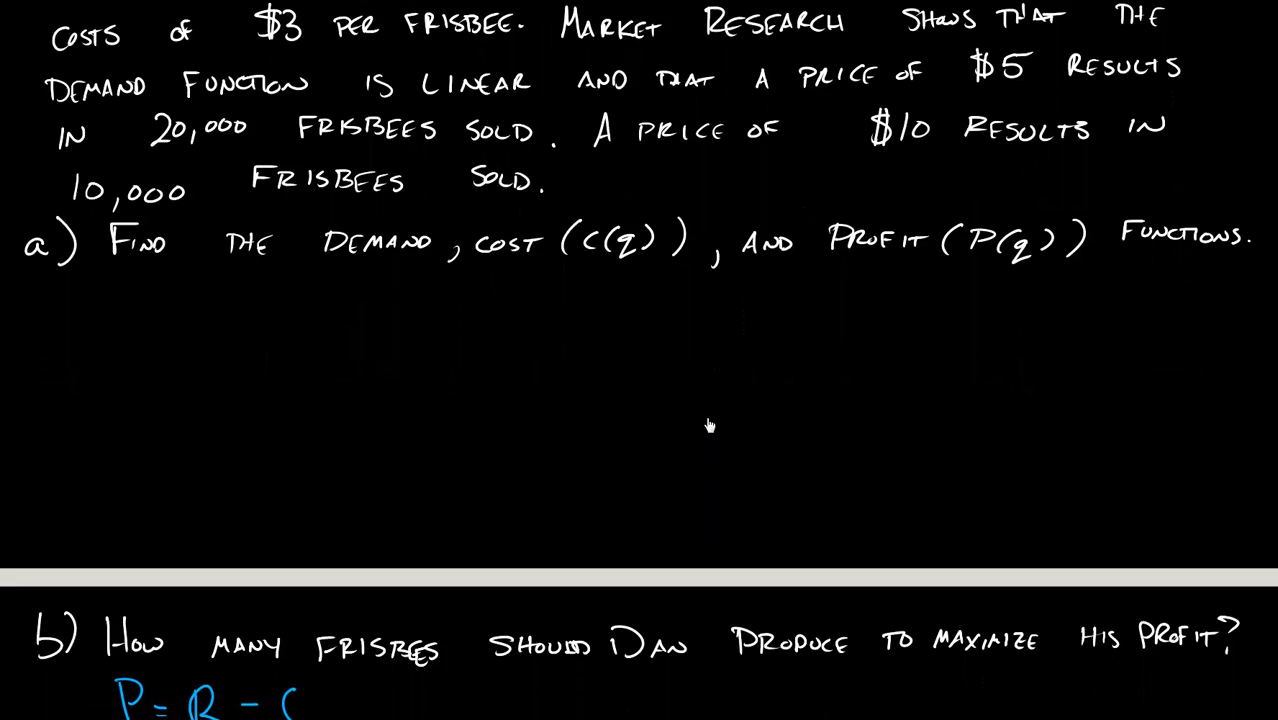 COSTS OF $3 PER FRISBEE. MARKET RESEARCH SHOWS THAT THE
DEMAND FUNCTION IS LINEAR AND THAT A PRICE OF $5 RESULTS
IN 20,000 FRISBEES SOLD. A PRICE OF $10 RESULTS IN
10,000 FRISBEES SOLD.
a) FIND THE DEMAND, COST (C(q)), AND PROFIT (P(q)) FUNCTIONS.
b) HOW MANY FRISBEES SHOULD DAN PRODUCE TO MAXIMIZE HIS PROFIT?
P = R - C